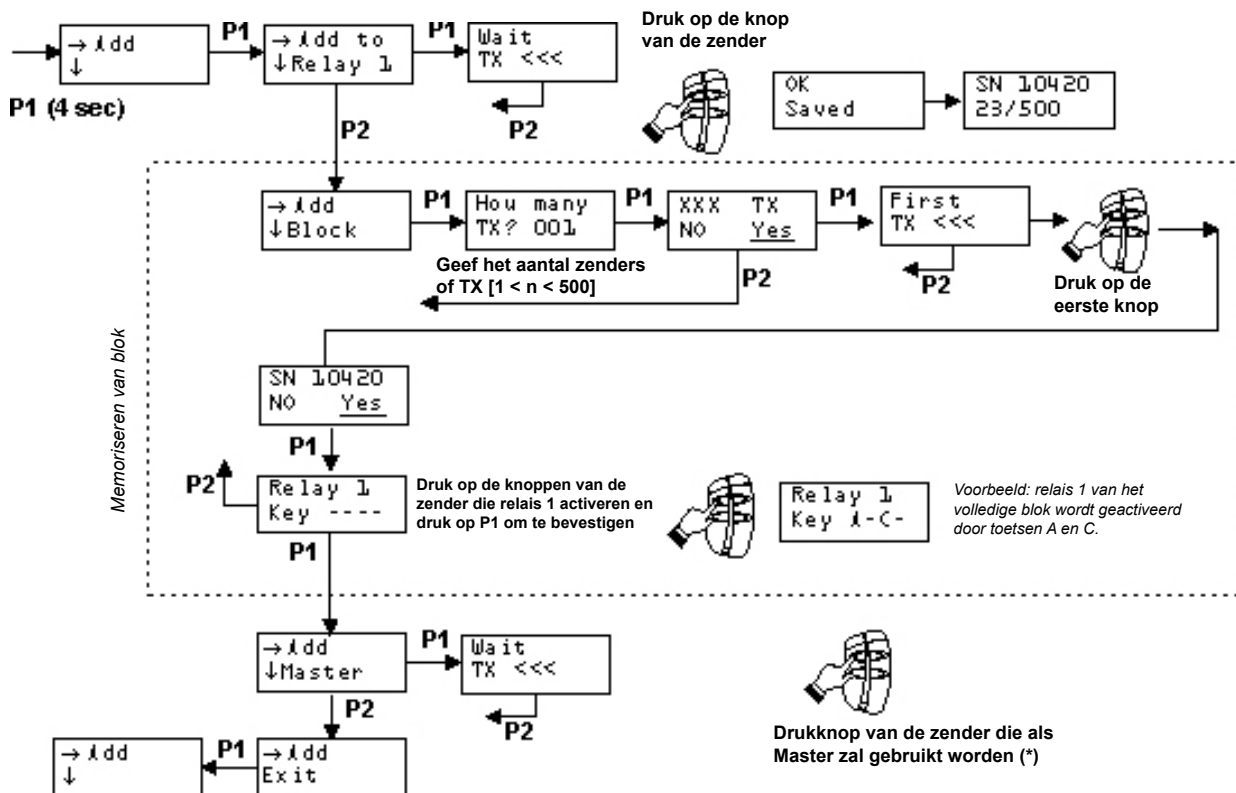 → Add
↓
P1 (4 sec)
P1
→ Add to
↓Relay 1
P1
Wait
TX <<<
P2
Druk op de knop
van de zender
OK
Saved
SN 10420
23/500
P2
Memoriseren van blok
→ Add
↓Block
P1
How many
TX? 001
P1
XXX TX
NO Yes
P1
First
TX <<<
Geef het aantal zenders
of TX [1 < n < 500]
P2
P2
Druk op de
eerste knop
SN 10420
NO Yes
P1
P2
Relay 1
Key ----
Druk op de knoppen van de
zender die relais 1 activeren en
druk op P1 om te bevestigen
Relay 1
Key A-C-
Voorbeeld: relais 1 van het
volledige blok wordt geactiveerd
door toetsen A en C.
P1
→ Add
↓Master
P1
Wait
TX <<<
P2
P2
Drukknop van de zender die als
Master zal gebruikt worden (*)
→ Add
↓
P1
→ Add
Exit